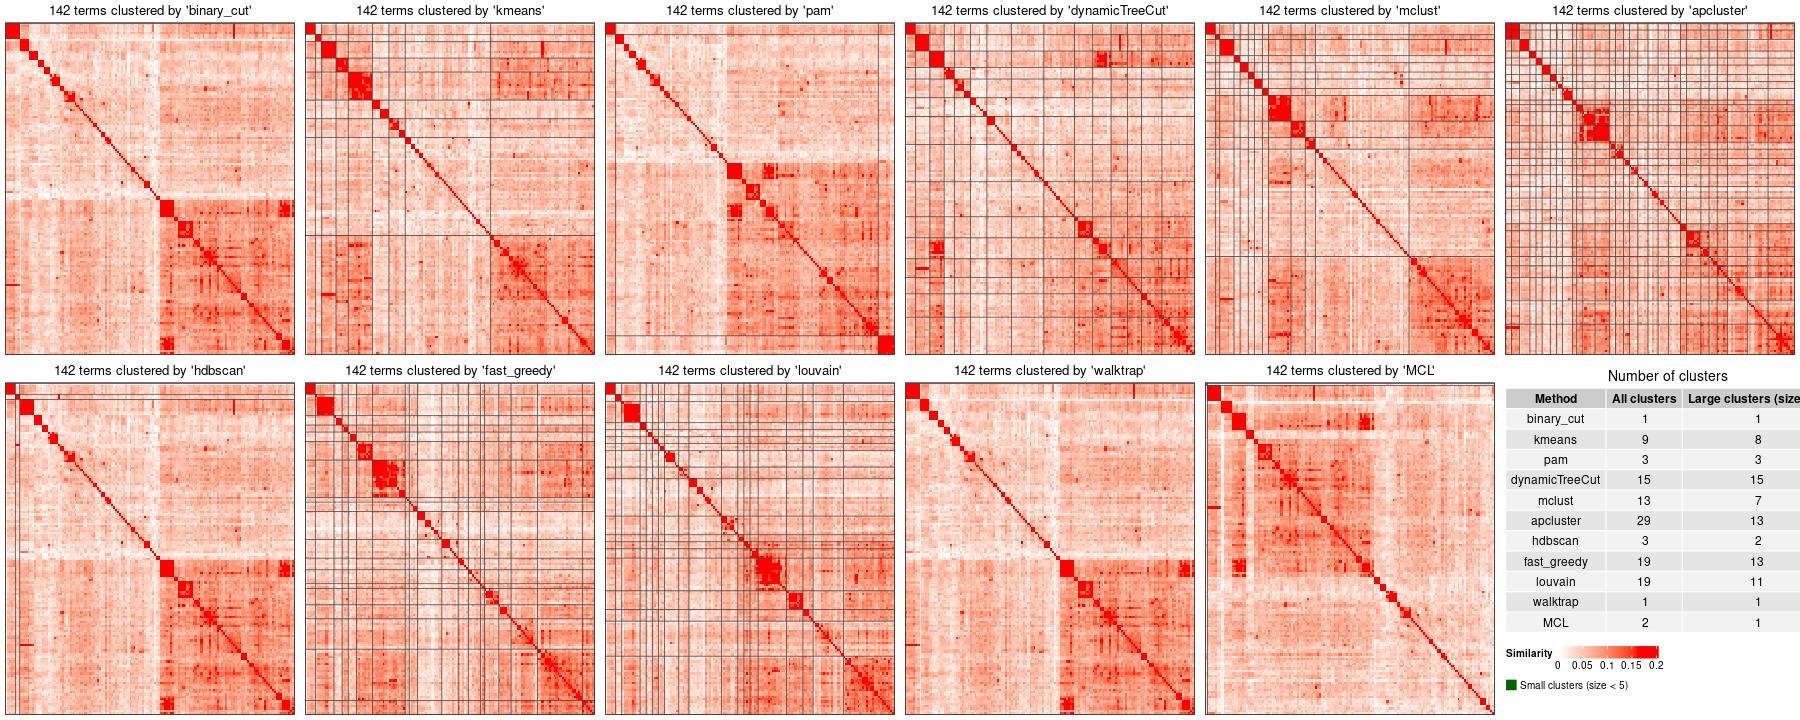 142 terms clustered by 'binary_cut'
142 terms clustered by 'kmeans'
142 terms clustered by 'pam'
142 terms clustered by 'dynamicTreeCut'
142 terms clustered by 'mclust'
142 terms clustered by 'apcluster'
142 terms clustered by 'hdbscan'
142 terms clustered by 'fast_greedy'
142 terms clustered by 'louvain'
142 terms clustered by 'walktrap'
142 terms clustered by 'MCL'
Number of clusters
Method All clusters Large clusters (size
binary_cut 1 1
kmeans 9 8
pam 3 3
dynamicTreeCut 15 15
mclust 13 7
apcluster 29 13
hdbscan 3 2
fast_greedy 19 13
louvain 19 11
walktrap 1 1
MCL 2 1
Similarity
0 0.05 0.1 0.15 0.2
Small clusters (size < 5)